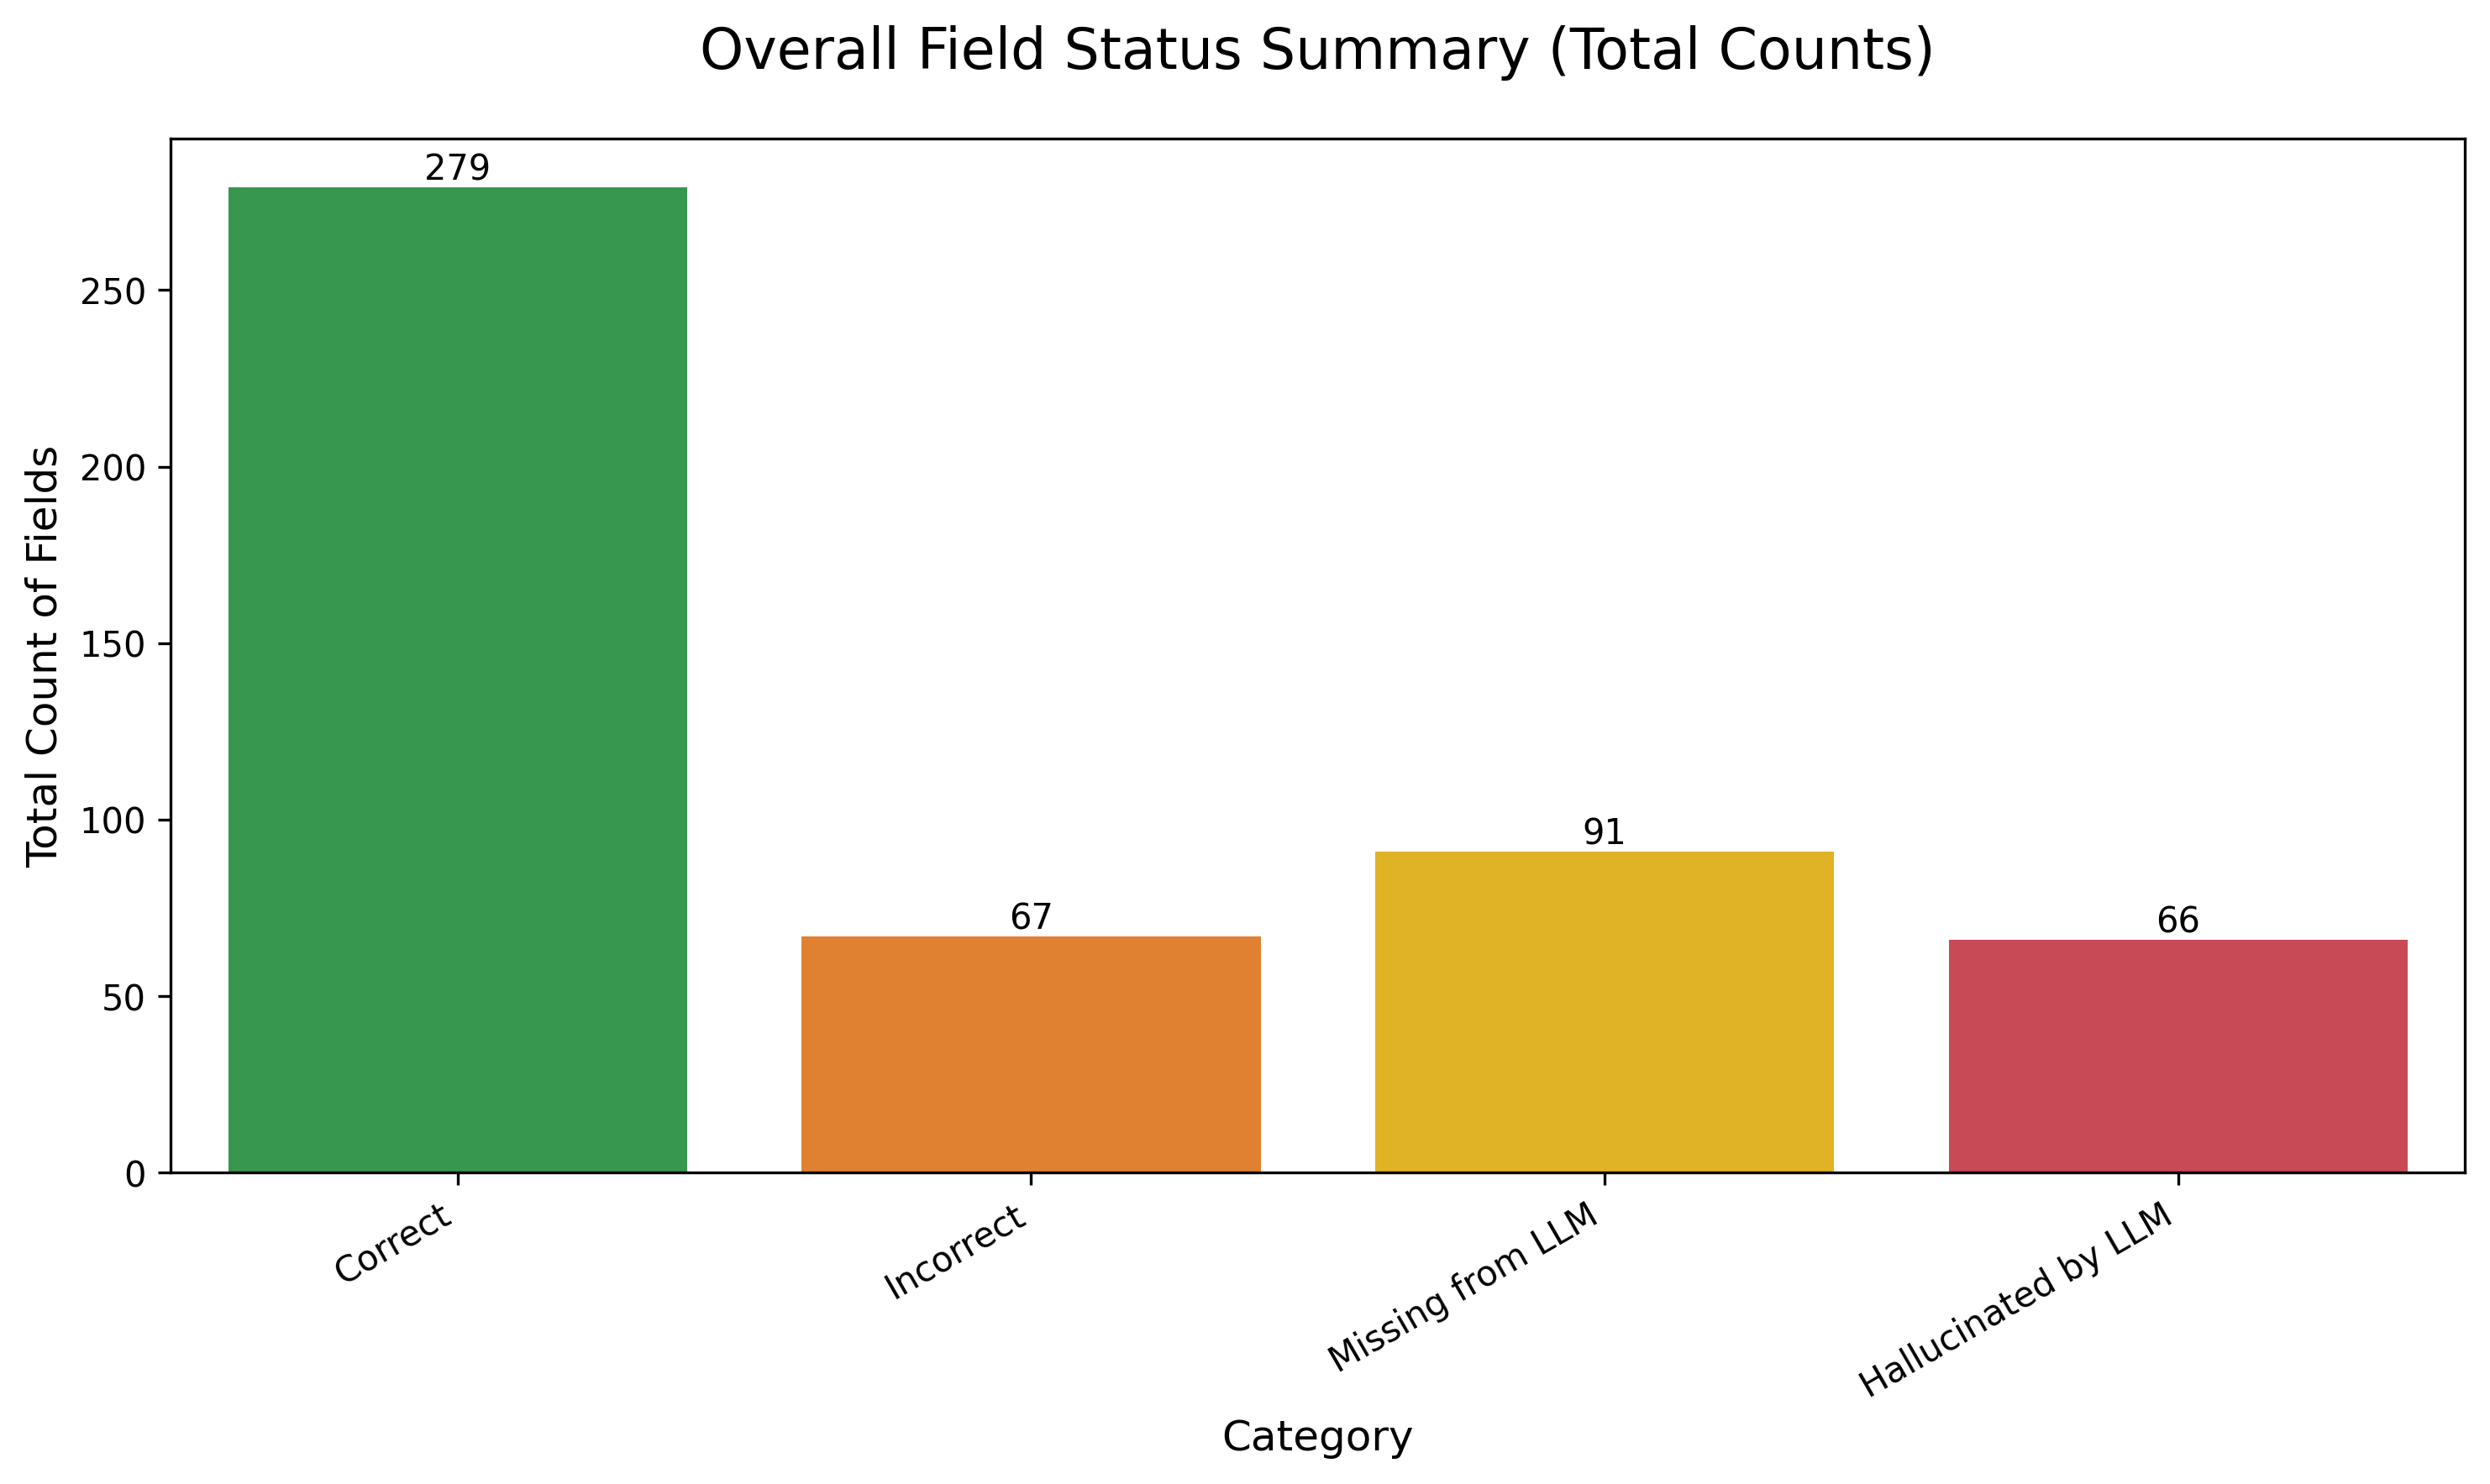 Overall Field Status Summary (Total Counts)
279
250
200
150
100
50
0
67
91
66
Total Count of Fields
Correct
Incorrect
Missing from LLM
Hallucinated by LLM
Category